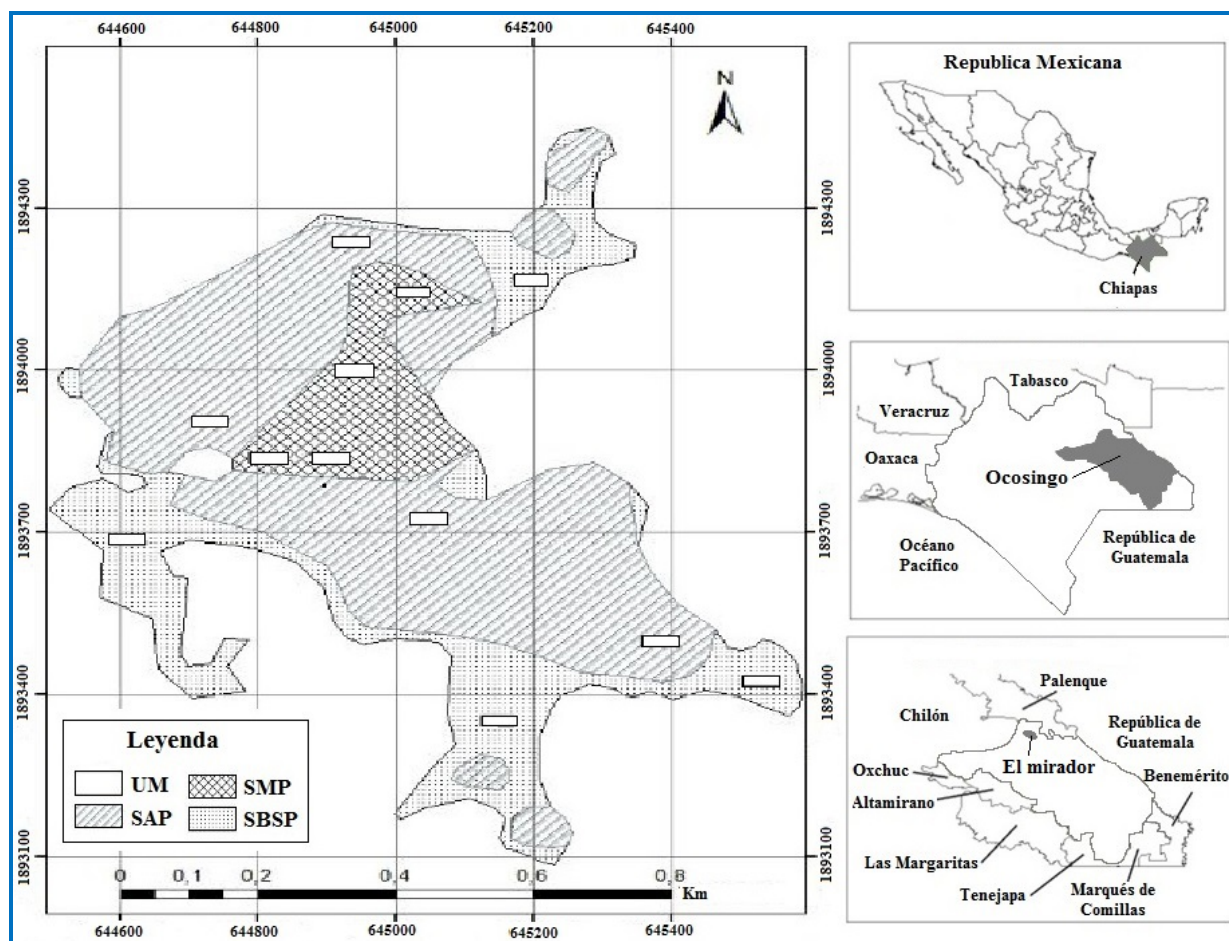 644600 644800 645000 645200 645400
N
1894300 1894300
1894000 1894000
1893700 1893700
1893400 1893400
1893100 1893100
Leyenda
UM SMP
SAP SBSP
0 0.1 0.2 0.4 0.6 0.8
Km
644600 644800 645000 645200 645400
Republica Mexicana
Chiapas
Tabasco
Veracruz
Oaxaca
Ocosingo
República de
Guatemala
Océano
Pacífico
Palenque
Chilón
República de
Guatemala
El mirador
Oxchuc
Benemérito
Altamirano
Las Margaritas
Tenejapa
Marqués de
Comillas